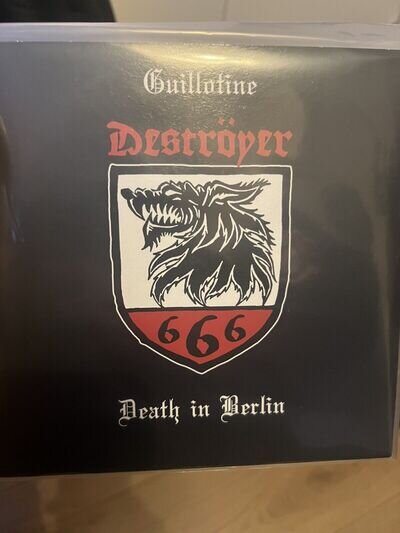 Guillotine
Deströyer
666
Death in Berlin